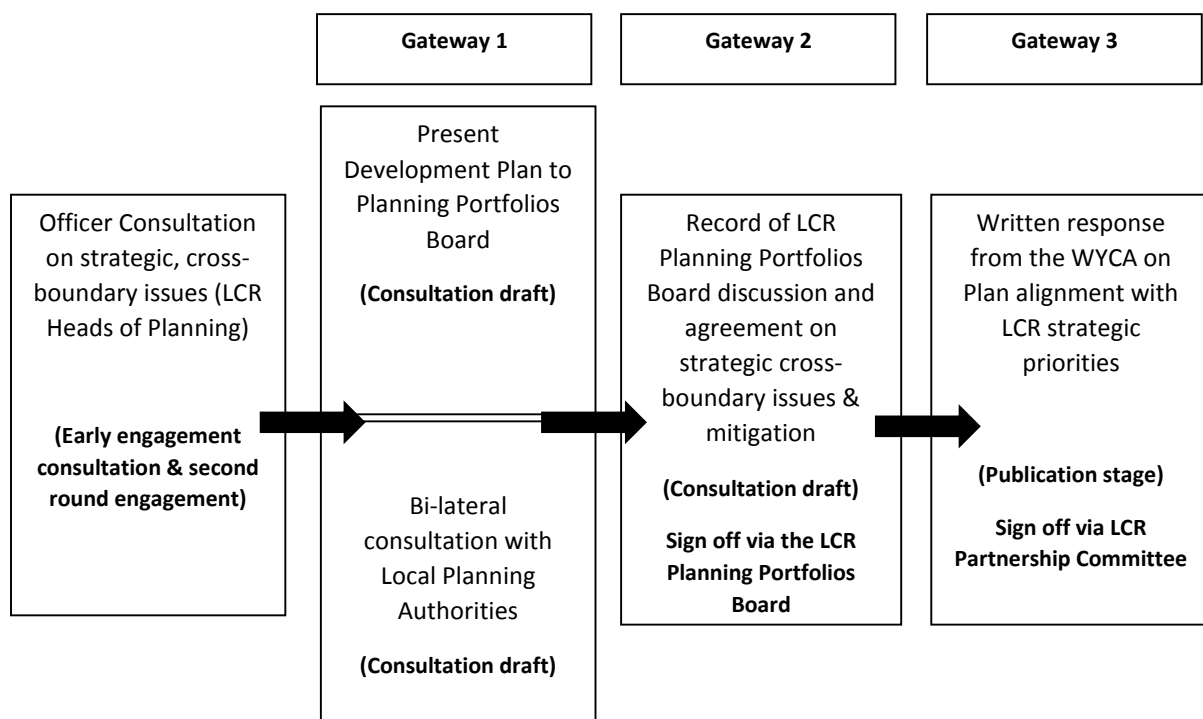 Gateway 1
Gateway 2
Gateway 3
Officer Consultation
on strategic, cross-
boundary issues (LCR
Heads of Planning)
(Early engagement
consultation & second
round engagement)
Present
Development Plan to
Planning Portfolios
Board
(Consultation draft)
Bi-lateral
consultation with
Local Planning
Authorities
(Consultation draft)
Record of LCR
Planning Portfolios
Board discussion and
agreement on
strategic cross-
boundary issues &
mitigation
(Consultation draft)
Sign off via the LCR
Planning Portfolios
Board
Written response
from the WYCA on
Plan alignment with
LCR strategic
priorities
(Publication stage)
Sign off via LCR
Partnership Committee